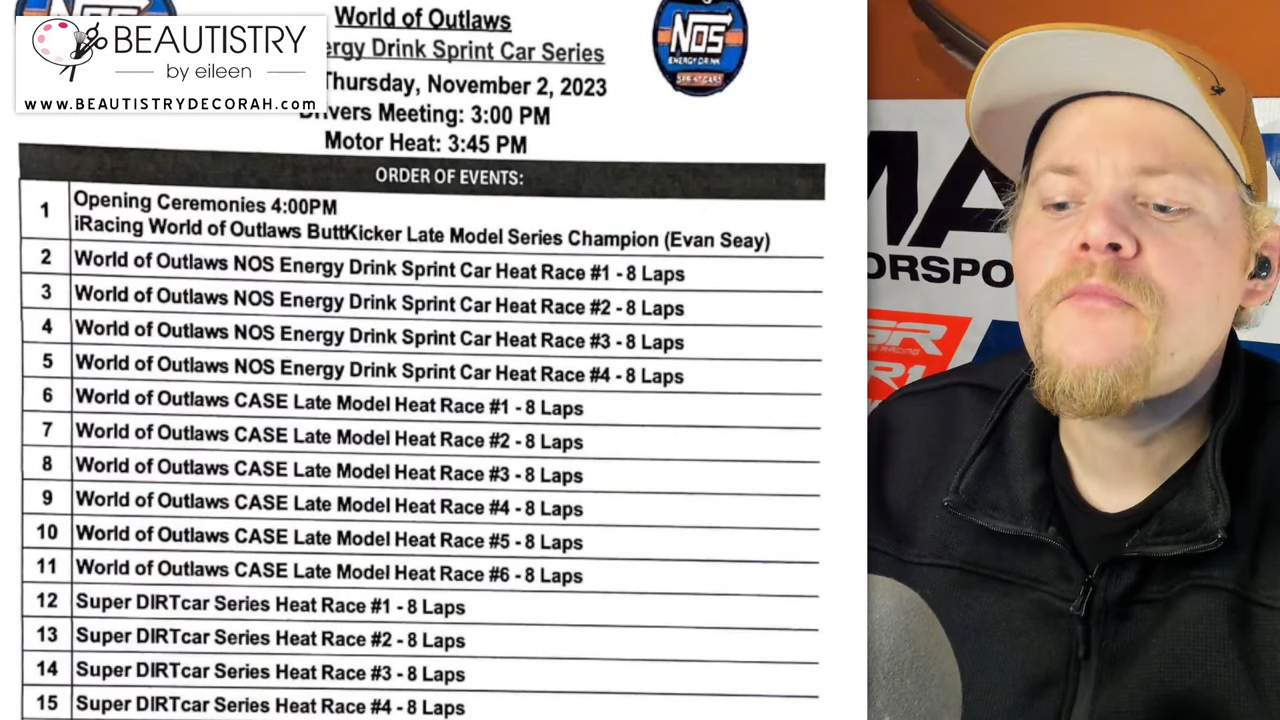 BEAUTISTRY
by eileen
www.BEAUTISTRYDECORAH.com
World of Outlaws
Energy Drink Sprint Car Series
Thursday, November 2, 2023
Drivers Meeting: 3:00 PM
Motor Heat: 3:45 PM
NOS
ENERGY DRINK
SPRINT CARS
ORDER OF EVENTS:
1 Opening Ceremonies 4:00PM
iRacing World of Outlaws ButtKicker Late Model Series Champion (Evan Seay)
2 World of Outlaws NOS Energy Drink Sprint Car Heat Race #1 - 8 Laps
3 World of Outlaws NOS Energy Drink Sprint Car Heat Race #2 - 8 Laps
4 World of Outlaws NOS Energy Drink Sprint Car Heat Race #3 - 8 Laps
5 World of Outlaws NOS Energy Drink Sprint Car Heat Race #4 - 8 Laps
6 World of Outlaws CASE Late Model Heat Race #1 - 8 Laps
7 World of Outlaws CASE Late Model Heat Race #2 - 8 Laps
8 World of Outlaws CASE Late Model Heat Race #3 - 8 Laps
9 World of Outlaws CASE Late Model Heat Race #4 - 8 Laps
10 World of Outlaws CASE Late Model Heat Race #5 - 8 Laps
11 World of Outlaws CASE Late Model Heat Race #6 - 8 Laps
12 Super DIRTcar Series Heat Race #1 - 8 Laps
13 Super DIRTcar Series Heat Race #2 - 8 Laps
14 Super DIRTcar Series Heat Race #3 - 8 Laps
15 Super DIRTcar Series Heat Race #4 - 8 Laps
MA
ORSPO
SR
RACING
R1